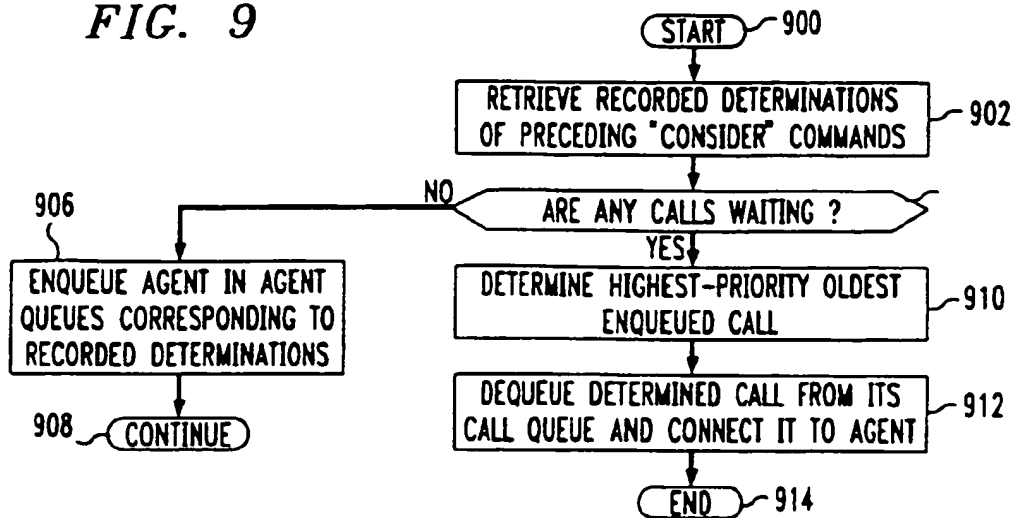 FIG. 9
START 900
RETRIEVE RECORDED DETERMINATIONS
OF PRECEDING "CONSIDER" COMMANDS
902
NO
ARE ANY CALLS WAITING ?
YES
906
ENQUEUE AGENT IN AGENT
QUEUES CORRESPONDING TO
RECORDED DETERMINATIONS
908 CONTINUE
DETERMINE HIGHEST-PRIORITY OLDEST
ENQUEUED CALL
910
DEQUEUE DETERMINED CALL FROM ITS
CALL QUEUE AND CONNECT IT TO AGENT
912
END 914